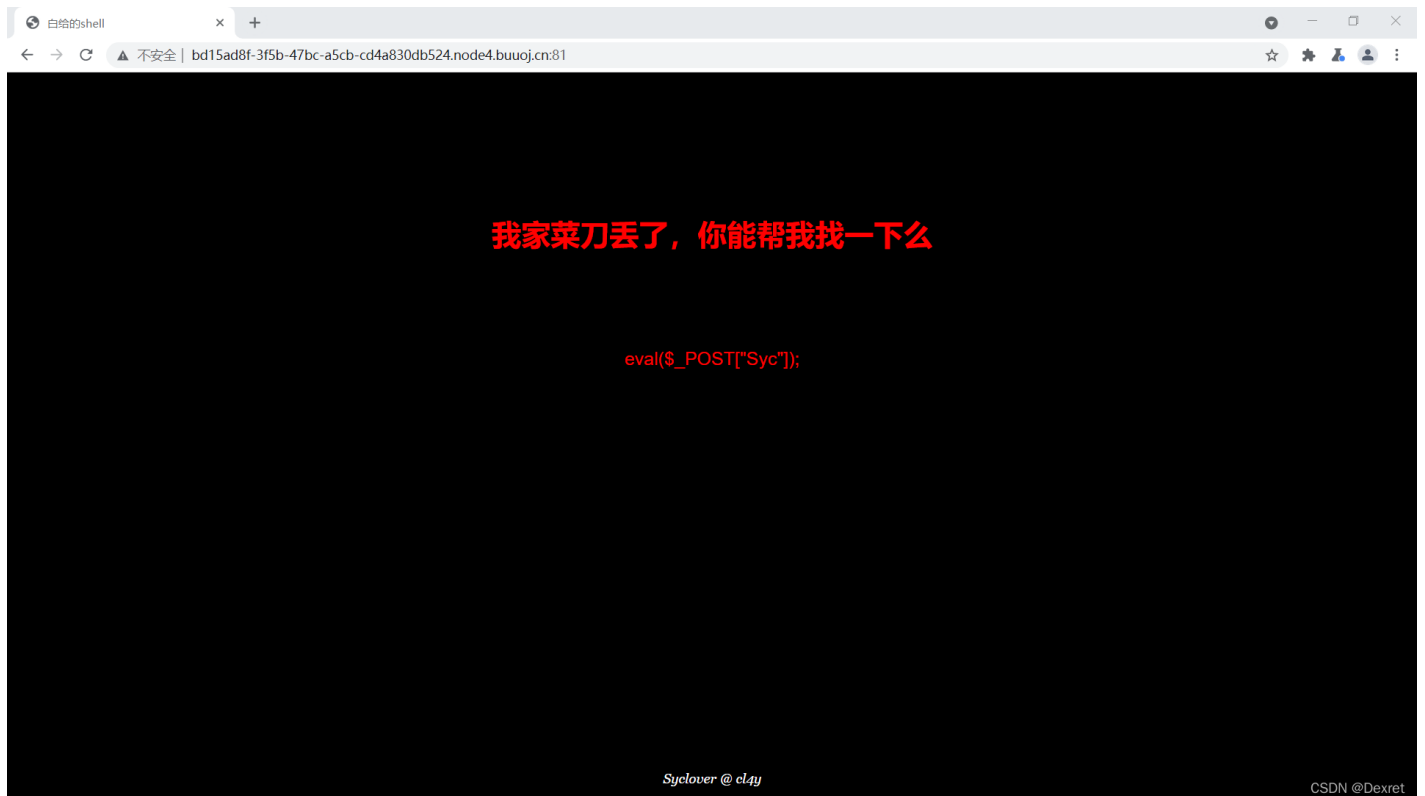 白给的shell
不安全 | bd15ad8f-3f5b-47bc-a5cb-cd4a830db524.node4.buuoj.cn:81
我家菜刀丢了，你能帮我找一下么
eval($_POST["Syc"]);
Syclover @ cl4y
CSDN @Dexret